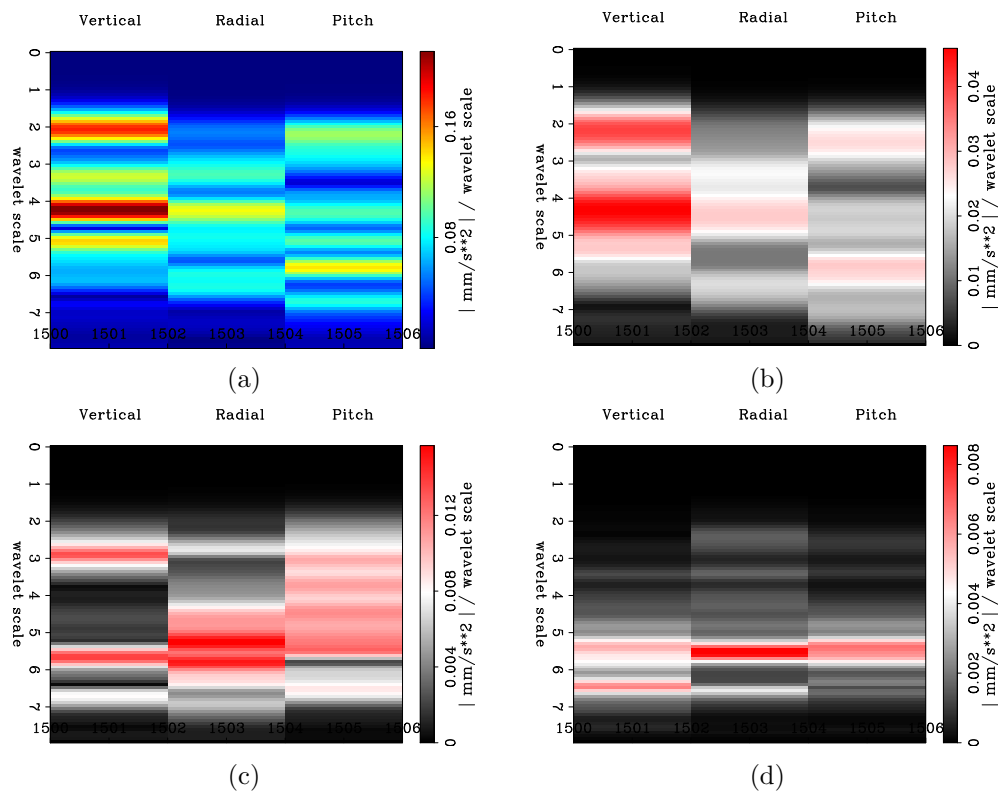 Vertical Radial Pitch
0
1
2
3
4
5
6
7
wavelet scale
1500 1501 1502 1503 1504 1505 1506
0.08 0.16
| mm/s**2 | / wavelet scale
(a)
Vertical Radial Pitch
0
1
2
3
4
5
6
7
wavelet scale
1500 1501 1502 1503 1504 1505 1506
0 0.01 0.02 0.03 0.04
| mm/s**2 | / wavelet scale
(b)
Vertical Radial Pitch
0
1
2
3
4
5
6
7
wavelet scale
1500 1501 1502 1503 1504 1505 1506
0 0.004 0.008 0.012
| mm/s**2 | / wavelet scale
(c)
Vertical Radial Pitch
0
1
2
3
4
5
6
7
wavelet scale
1500 1501 1502 1503 1504 1505 1506
0 0.002 0.004 0.006 0.008
| mm/s**2 | / wavelet scale
(d)